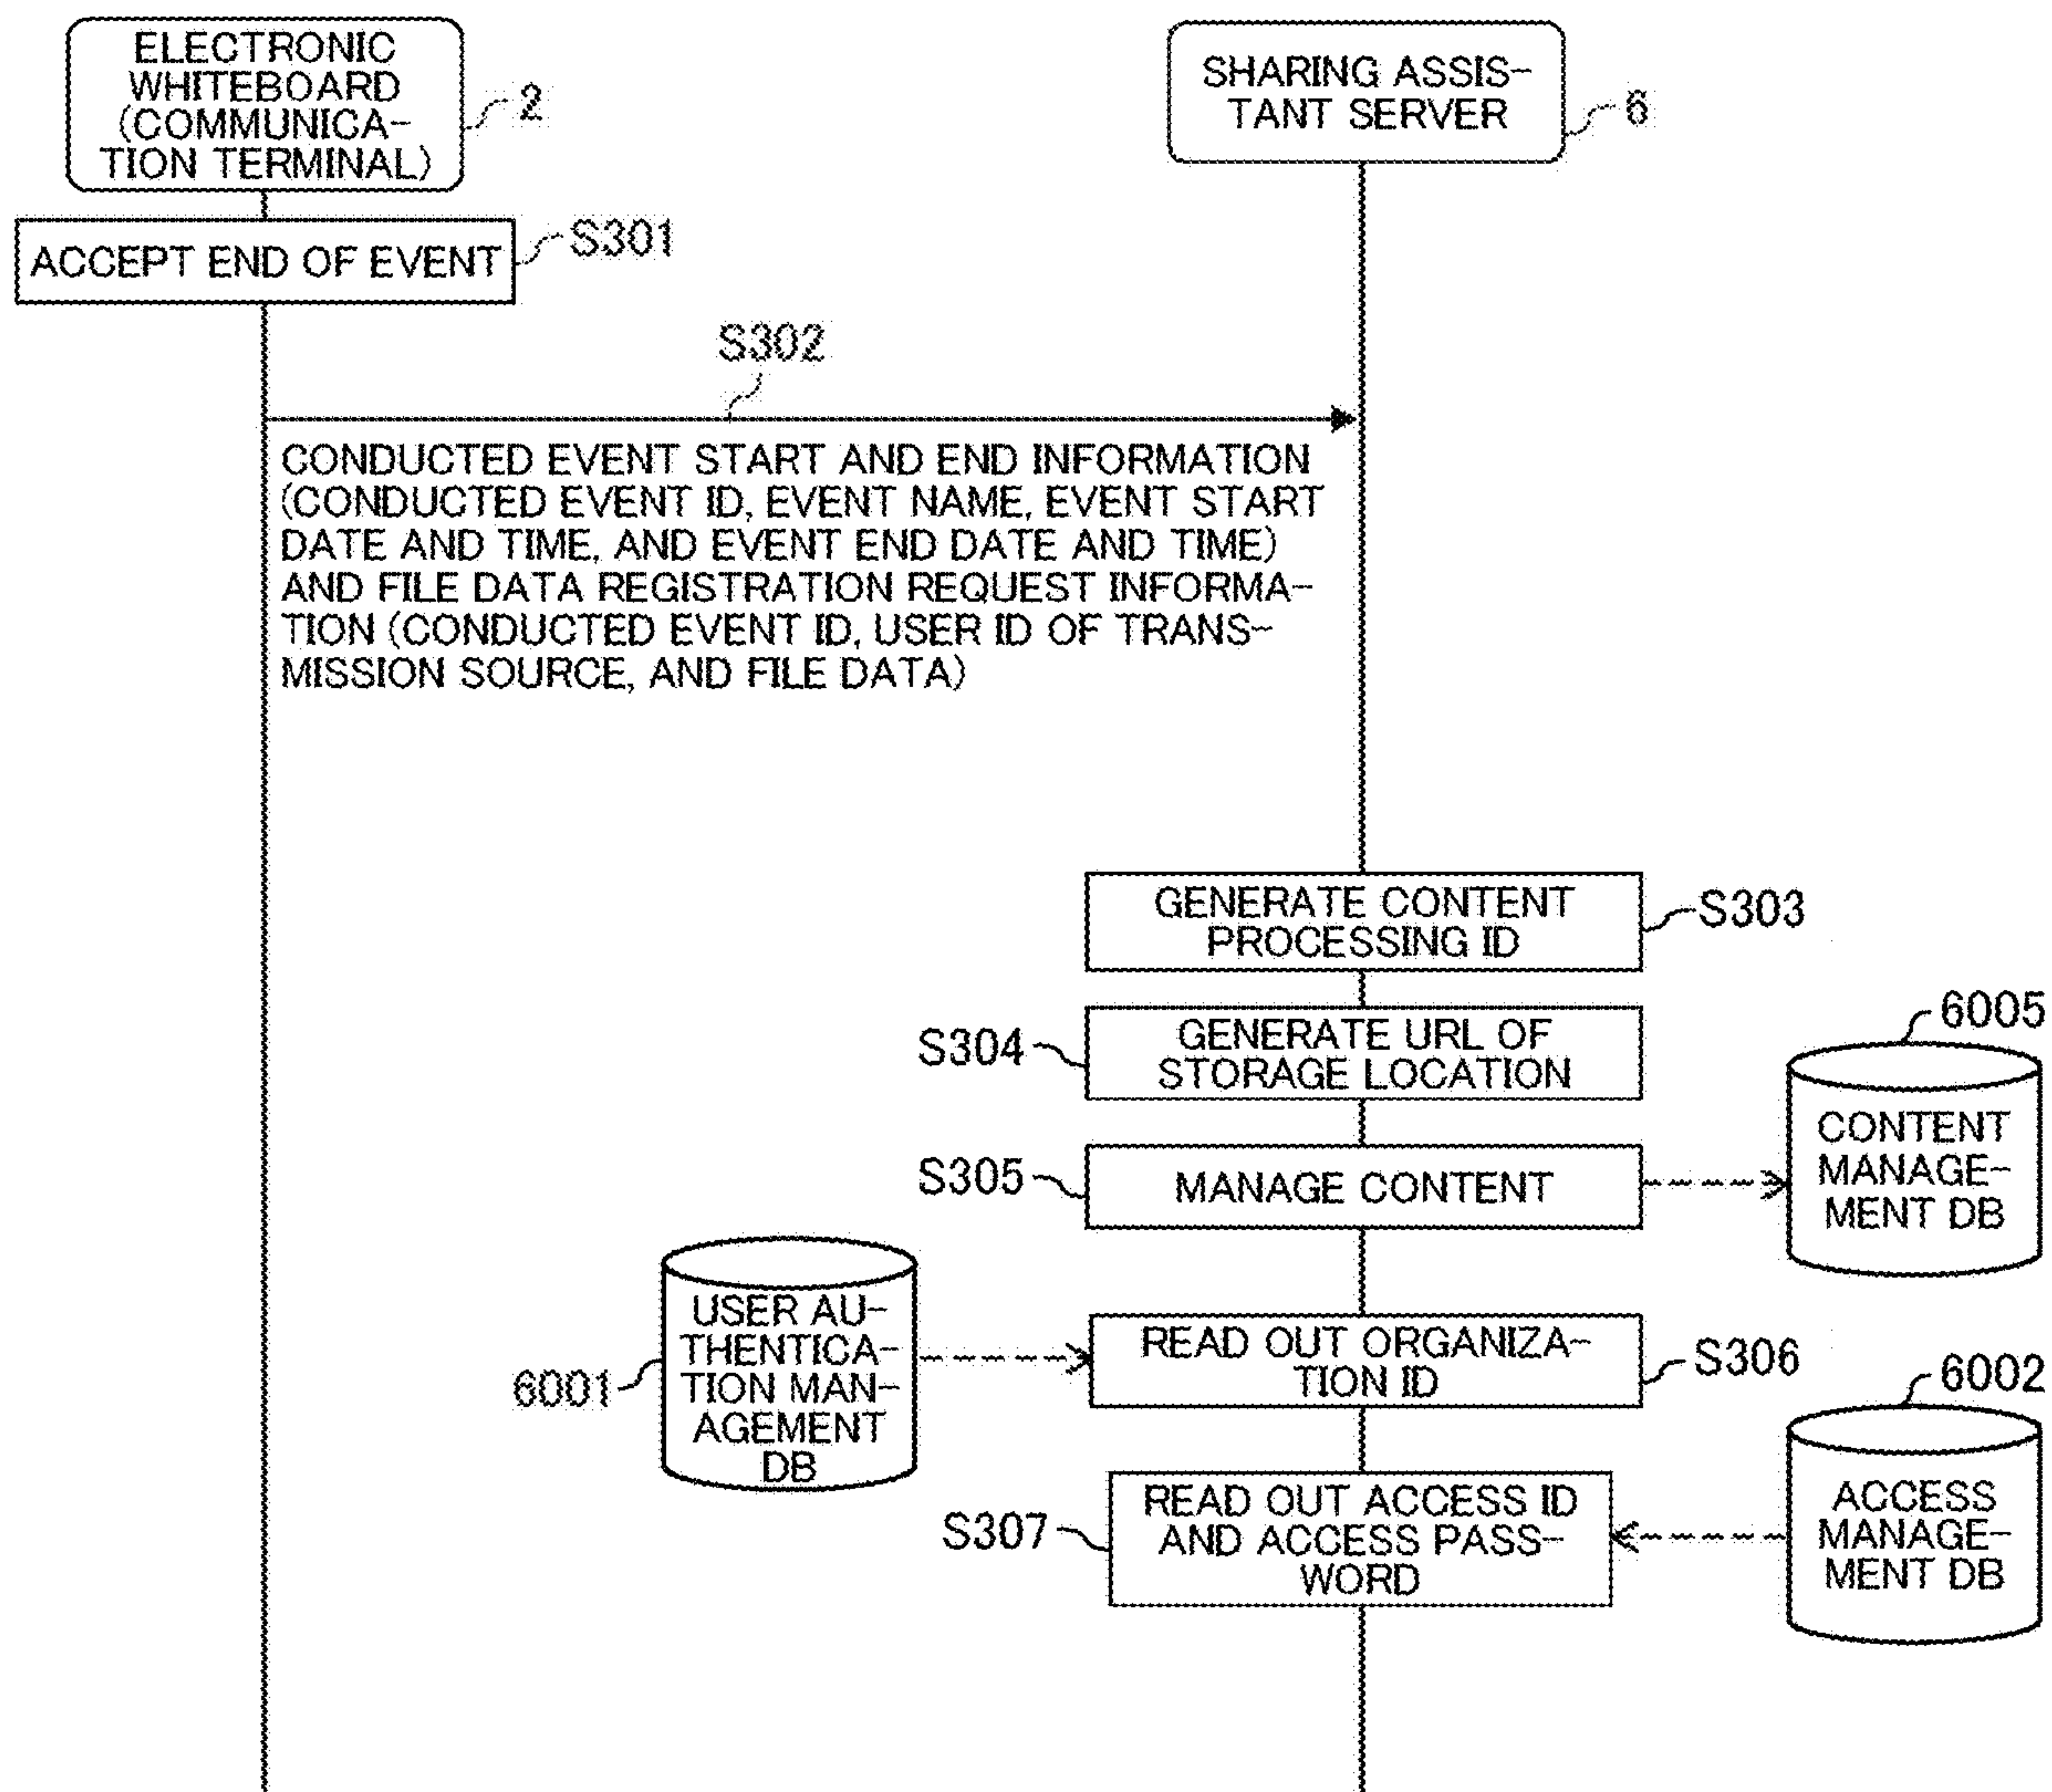 ELECTRONIC
WHITEBOARD
(COMMUNICA-
TION TERMINAL)
2
SHARING ASSIS-
TANT SERVER
6
ACCEPT END OF EVENT
S301
S302
CONDUCTED EVENT START AND END INFORMATION
(CONDUCTED EVENT ID, EVENT NAME, EVENT START
DATE AND TIME, AND EVENT END DATE AND TIME)
AND FILE DATA REGISTRATION REQUEST INFORMA-
TION (CONDUCTED EVENT ID, USER ID OF TRANS-
MISSION SOURCE, AND FILE DATA)
GENERATE CONTENT
PROCESSING ID
S303
S304
GENERATE URL OF
STORAGE LOCATION
6005
CONTENT
MANAGE-
MENT DB
S305
MANAGE CONTENT
6001
USER AU-
THENTICA-
TION MAN-
AGEMENT
DB
READ OUT ORGANIZA-
TION ID
S306
6002
ACCESS
MANAGE-
MENT DB
S307
READ OUT ACCESS ID
AND ACCESS PASS-
WORD